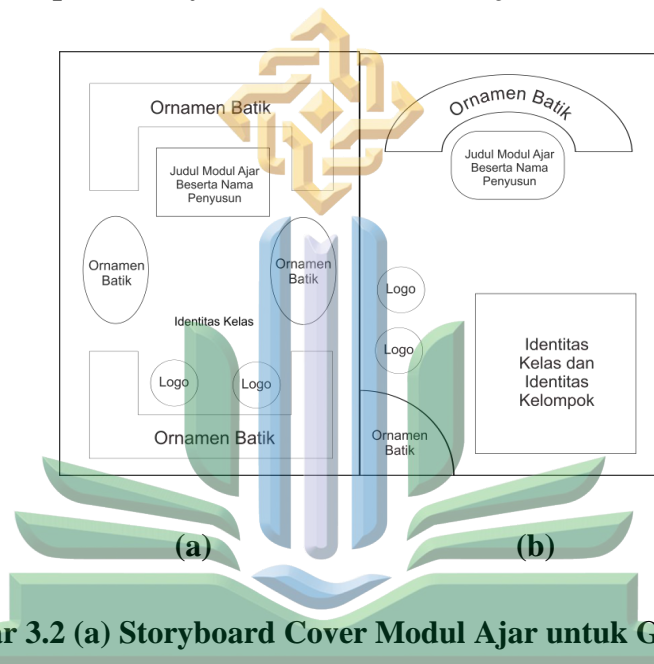 Ornamen Batik
Judul Modul Ajar
Beserta Nama
Penyusun
Ornamen
Batik
Ornamen
Batik
Identitas Kelas
Logo
Logo
Ornamen Batik
(a)
Ornamen Batik
Judul Modul Ajar
Beserta Nama
Penyusun
Logo
Logo
Identitas
Kelas dan
Identitas
Kelompok
Ornamen
Batik
(b)
ar 3.2 (a) Storyboard Cover Modul Ajar untuk G